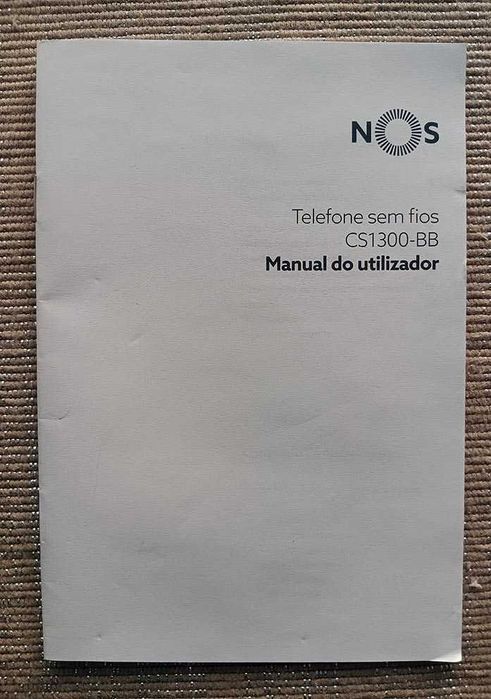 NOS
Telefone sem fios
CS1300-BB
Manual do utilizador